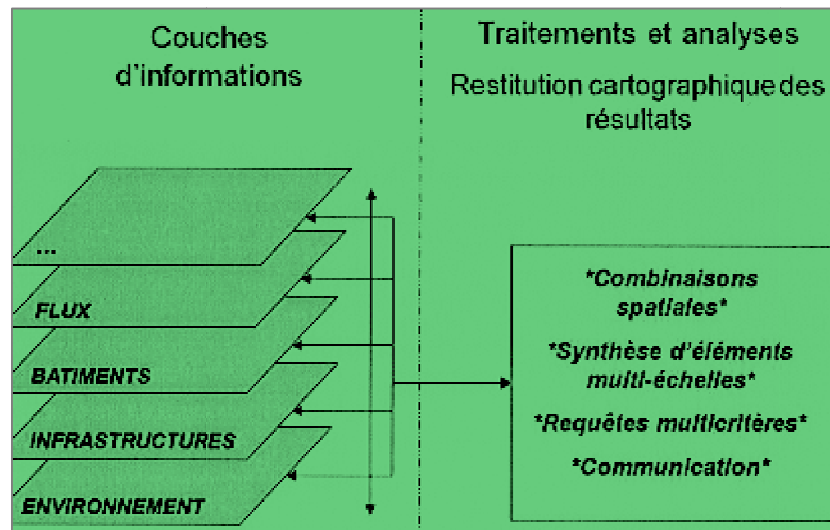 Couches
d'informations
...
FLUX
BATIMENTS
INFRASTRUCTURES
ENVIRONNEMENT
Traitements et analyses
Restitution cartographique des
résultats
*Combinaisons
spatiales*
*Synthèse d'éléments
multi-échelles*
*Requêtes multicritères*
*Communication*